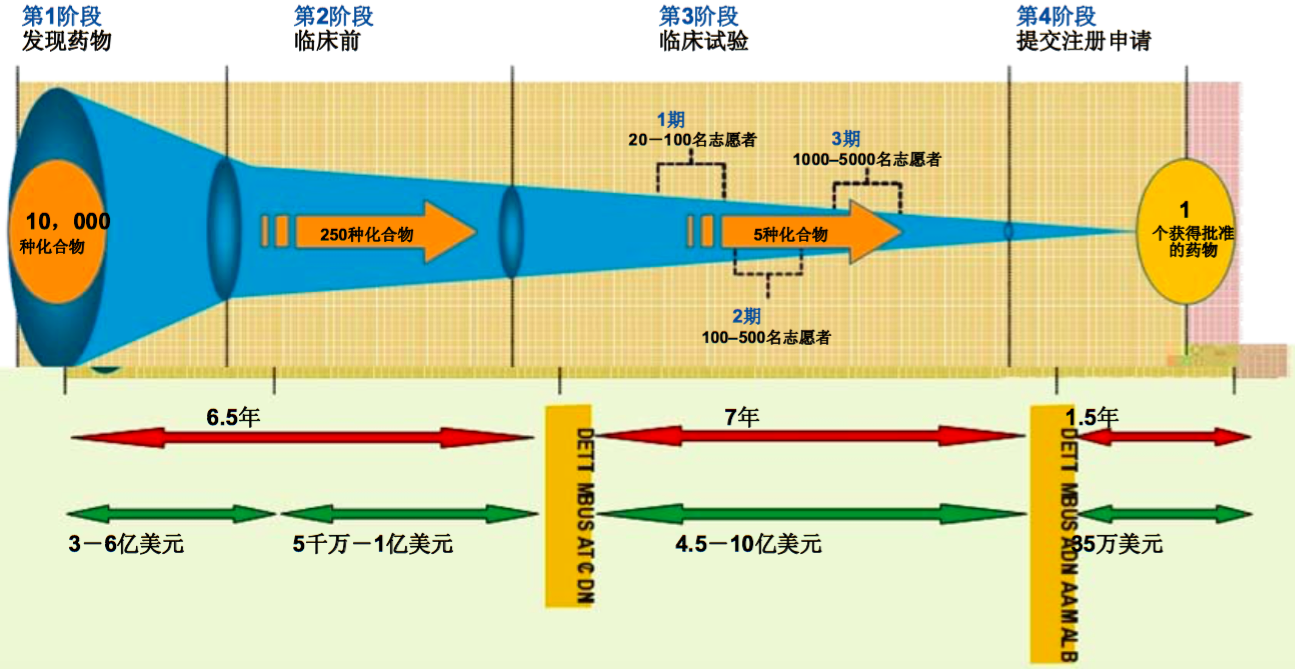 第1阶段
发现药物
第2阶段
临床前
第3阶段
临床试验
第4阶段
提交注册申请
1期
20－100名志愿者
3期
1000–5000名志愿者
10，000
种化合物
250种化合物
5种化合物
1
个获得批准
的药物
2期
100–500名志愿者
6.5年
7年
1.5年
DETT MBUS ATC DN
DETT MBUS ADN AAM ALB
3－6亿美元
5千万－1亿美元
4.5－10亿美元
35万美元